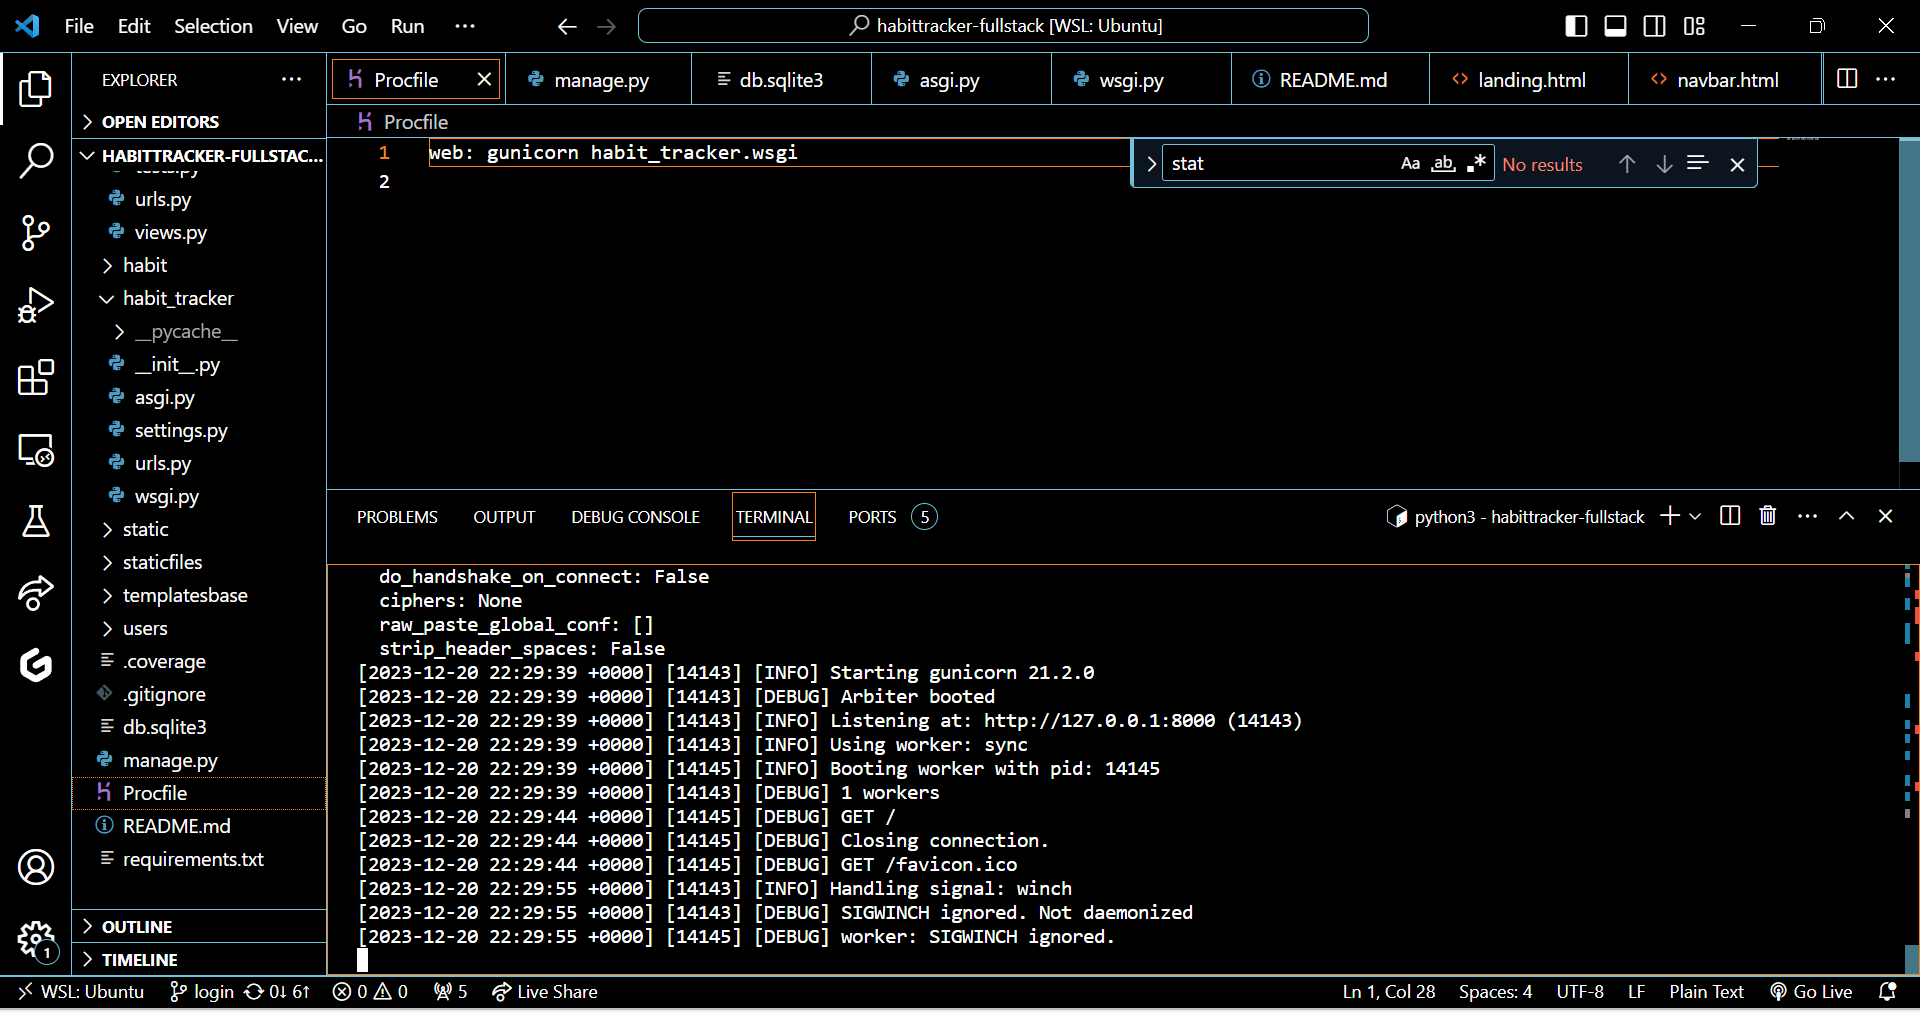 File Edit Selection View Go Run ··· habittracker-fullstack [WSL: Ubuntu]
EXPLORER ···
OPEN EDITORS
HABITTRACKER-FULLSTAC...
tests.py
urls.py
views.py
habit
habit_tracker
__pycache__
__init__.py
asgi.py
settings.py
urls.py
wsgi.py
static
staticfiles
templatesbase
users
.coverage
.gitignore
db.sqlite3
manage.py
Procfile
README.md
requirements.txt
OUTLINE
TIMELINE
Procfile manage.py db.sqlite3 asgi.py wsgi.py README.md landing.html navbar.html ···
Procfile
1 web: gunicorn habit_tracker.wsgi
2
stat Aa ab .* No results
PROBLEMS OUTPUT DEBUG CONSOLE TERMINAL PORTS 5 python3 - habittracker-fullstack ···
do_handshake_on_connect: False
ciphers: None
raw_paste_global_conf: []
strip_header_spaces: False
[2023-12-20 22:29:39 +0000] [14143] [INFO] Starting gunicorn 21.2.0
[2023-12-20 22:29:39 +0000] [14143] [DEBUG] Arbiter booted
[2023-12-20 22:29:39 +0000] [14143] [INFO] Listening at: http://127.0.0.1:8000 (14143)
[2023-12-20 22:29:39 +0000] [14143] [INFO] Using worker: sync
[2023-12-20 22:29:39 +0000] [14145] [INFO] Booting worker with pid: 14145
[2023-12-20 22:29:39 +0000] [14143] [DEBUG] 1 workers
[2023-12-20 22:29:44 +0000] [14145] [DEBUG] GET /
[2023-12-20 22:29:44 +0000] [14145] [DEBUG] Closing connection.
[2023-12-20 22:29:44 +0000] [14145] [DEBUG] GET /favicon.ico
[2023-12-20 22:29:55 +0000] [14143] [INFO] Handling signal: winch
[2023-12-20 22:29:55 +0000] [14143] [DEBUG] SIGWINCH ignored. Not daemonized
[2023-12-20 22:29:55 +0000] [14145] [DEBUG] worker: SIGWINCH ignored.
1
WSL: Ubuntu login 0↓ 6↑ 0 0 5 Live Share Ln 1, Col 28 Spaces: 4 UTF-8 LF Plain Text Go Live